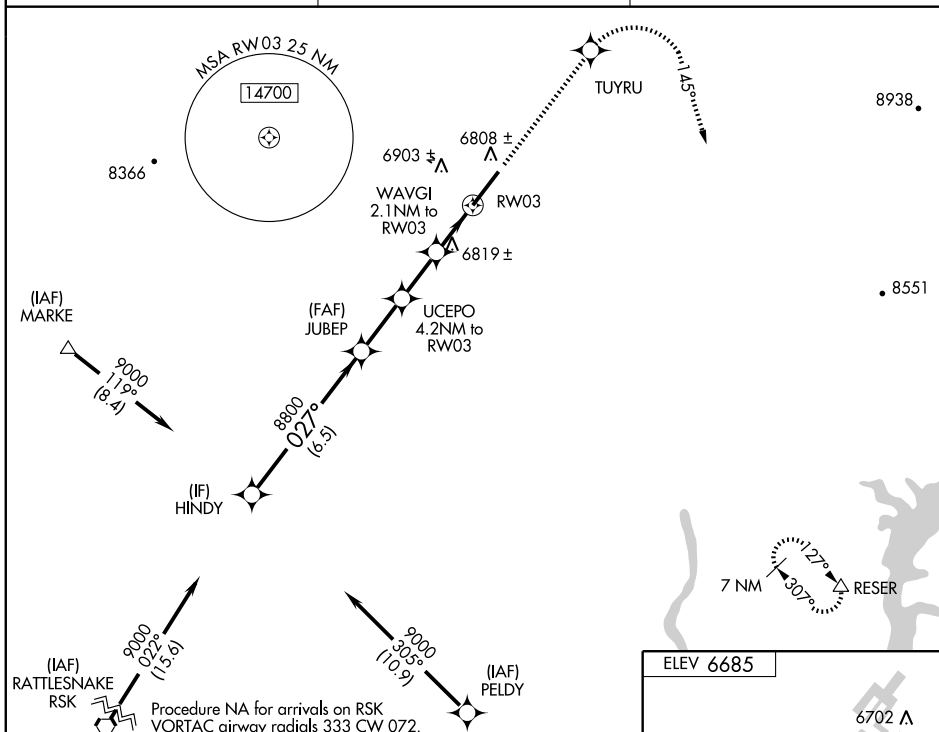 MSA RW03 25 NM
14700
TUYRU
145°
8938
8366
6903 ±
6808 ±
WAVGI
2.1NM to
RW03
RW03
6819 ±
8551
(IAF)
MARKE
(FAF)
JUBEP
UCEPO
4.2NM to
RW03
9000
119°
(8.4)
8800
027°
(6.5)
(IF)
HINDY
7 NM
127°
307°
RESER
9000
022°
(15.6)
9000
305°
(10.9)
(IAF)
RATTLESNAKE
RSK
(IAF)
PELDY
Procedure NA for arrivals on RSK
VORTAC airway radials 333 CW 072.
ELEV 6685
6702